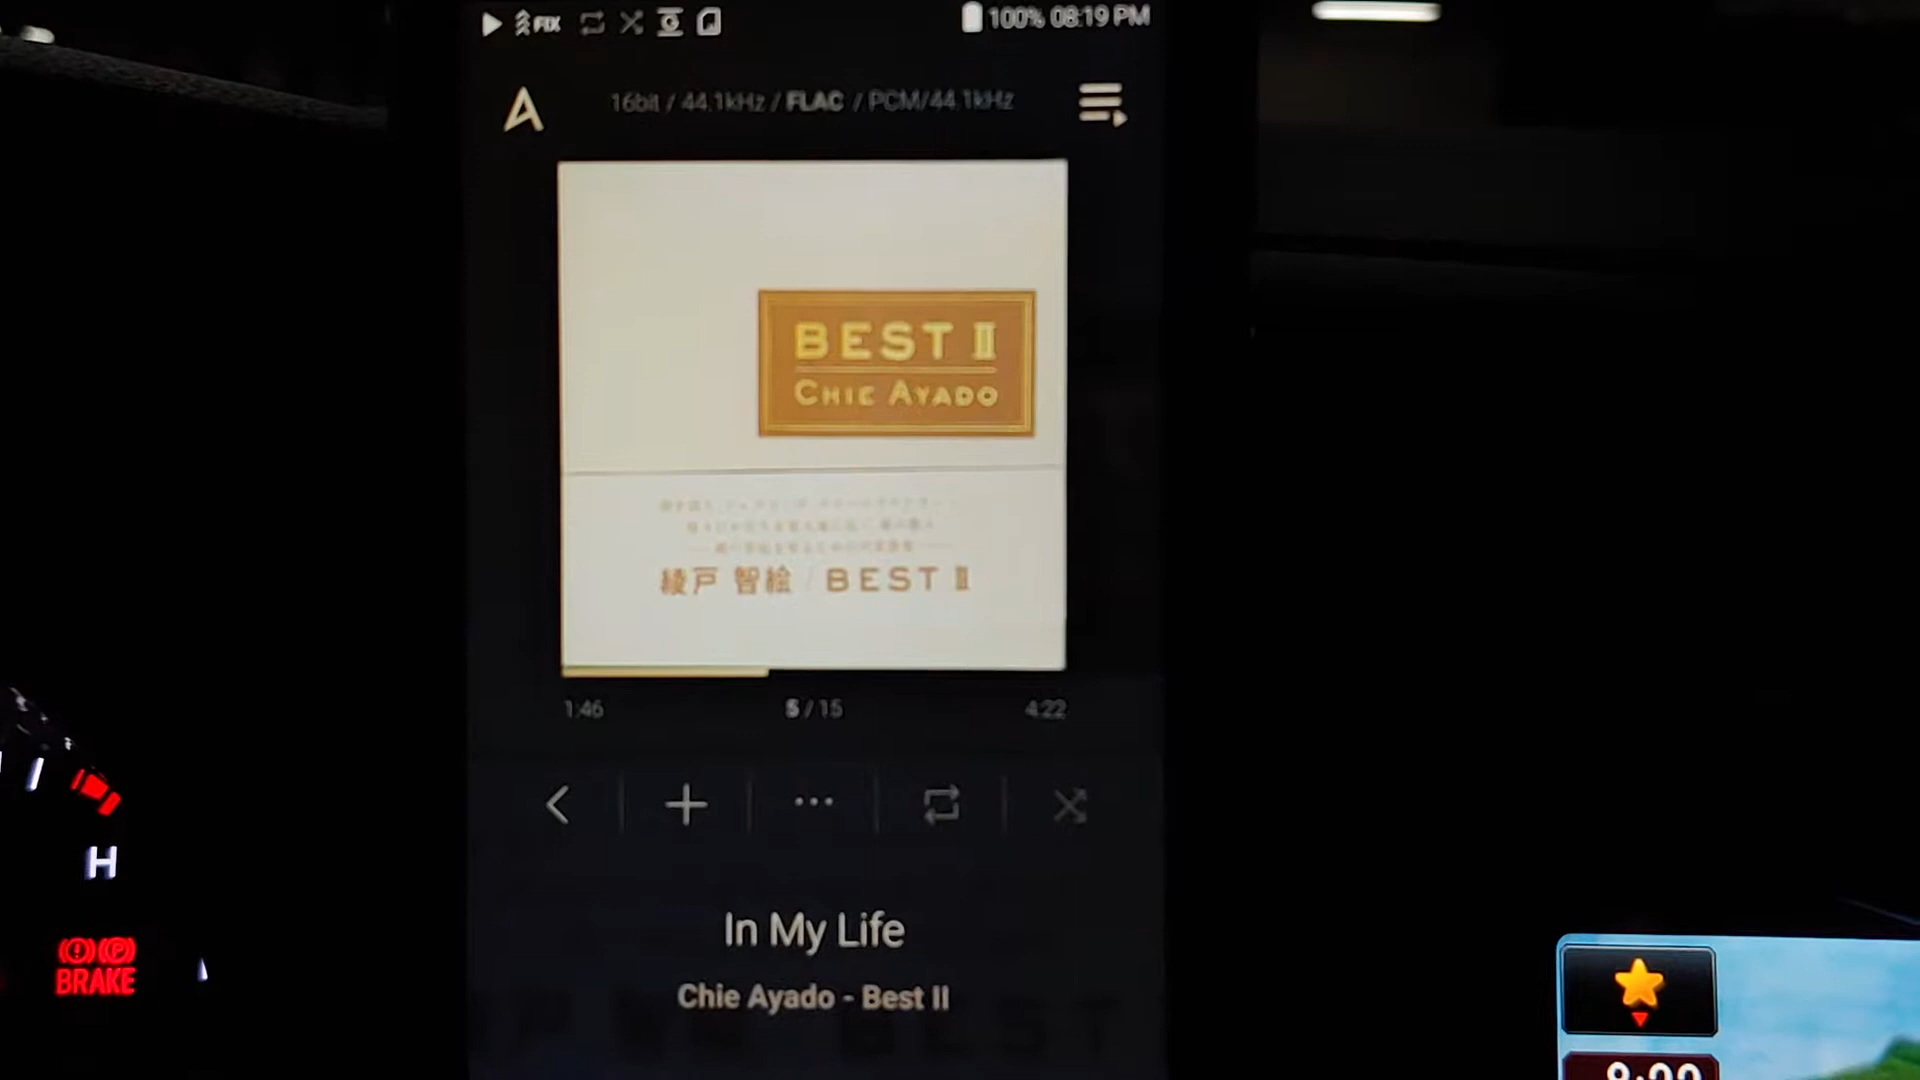 FIX
100% 08:19 PM
16bit / 44.1kHz / FLAC / PCM/44.1kHz
BEST II
CHIE AYADO
綾戸 智絵 / BEST II
1:46
5 / 15
4:22
H
BRAKE
In My Life
Chie Ayado - Best II